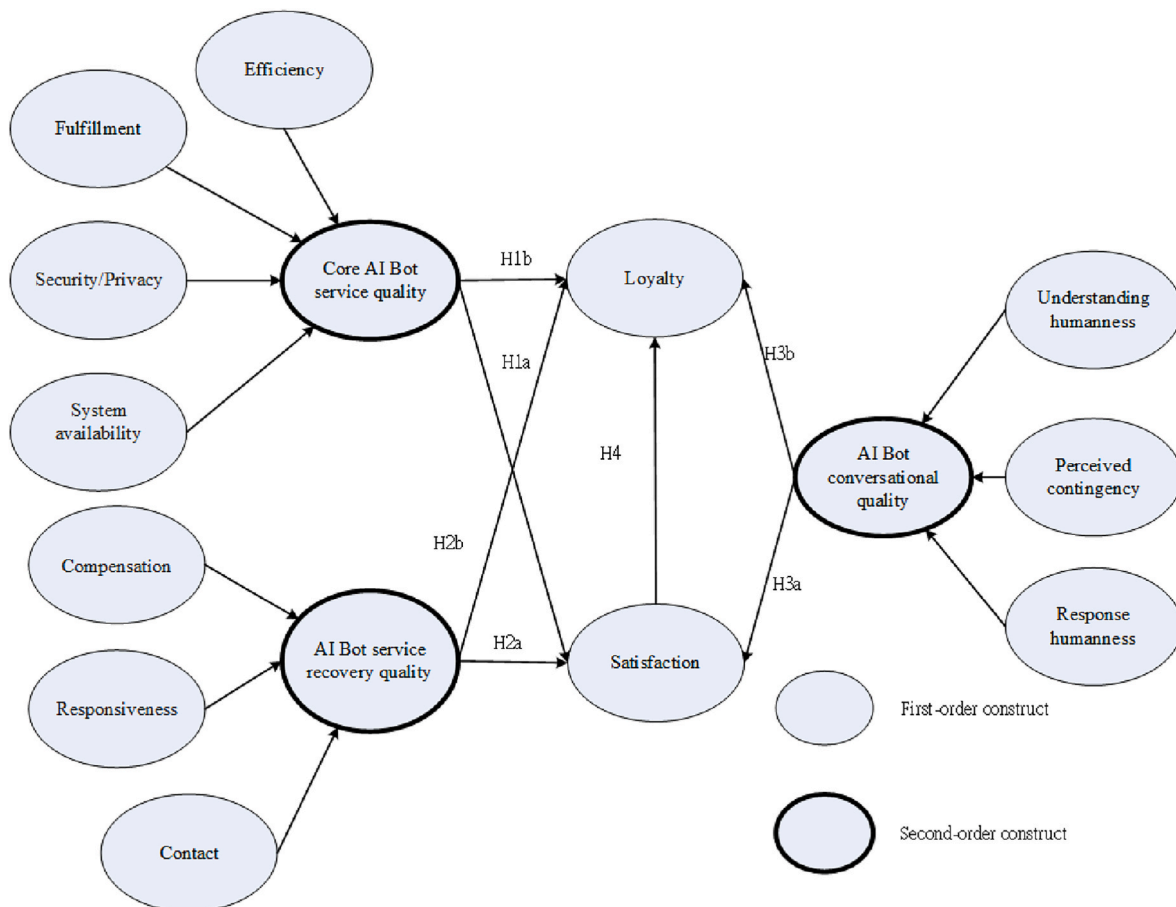 Efficiency
Fulfillment
Security/Privacy
Core AI Bot
service quality
H1b
Loyalty
Understanding
humanness
H1a
H3b
System
availability
H4
AI Bot
conversational
quality
Perceived
contingency
Compensation
H2b
H3a
AI Bot service
recovery quality
H2a
Satisfaction
Response
humanness
Responsiveness
First-order construct
Contact
Second-order construct